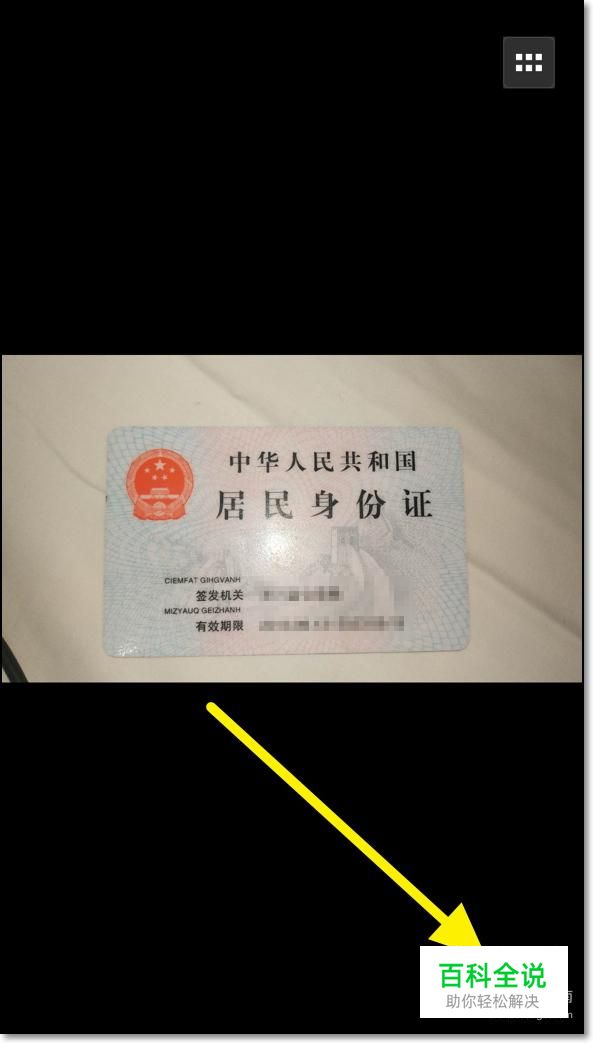 中华人民共和国
居民身份证
CIEMFAT GIHGVANH
签发机关
MIZYAUQ GEIZHANH
有效期限
百科全说
助你轻松解决